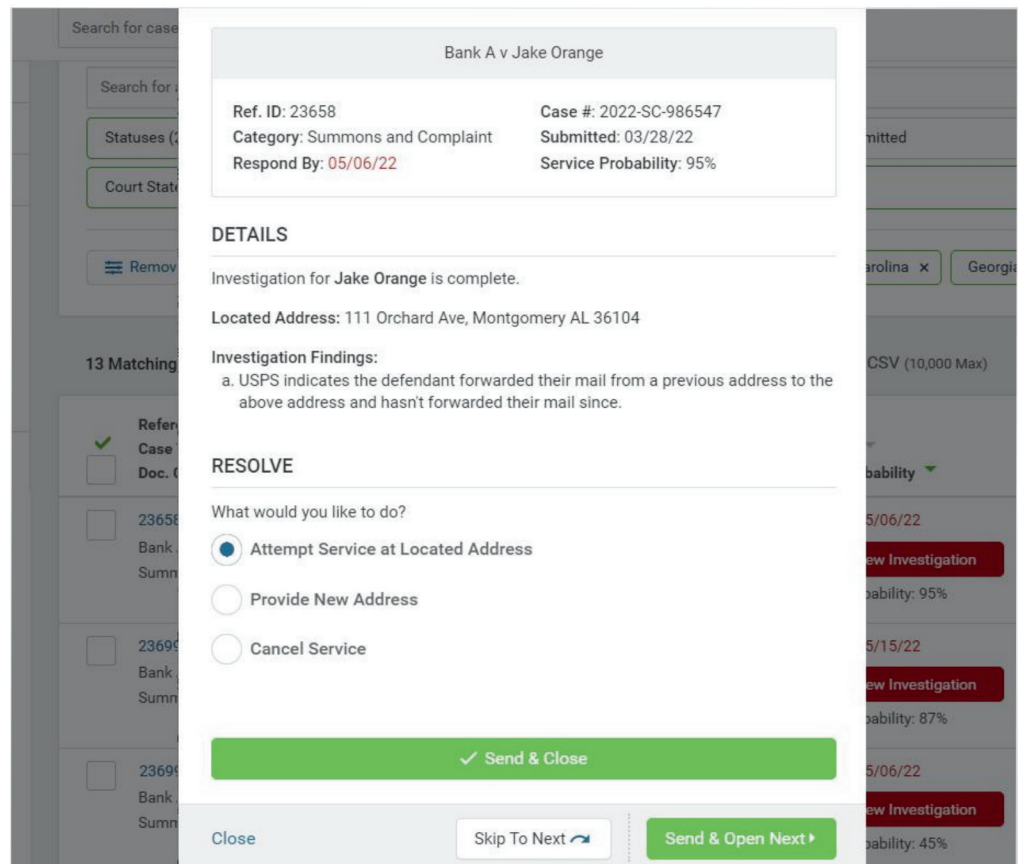 Search for case
Bank A v Jake Orange
Search for
Ref. ID: 23658 Case #: 2022-SC-986547
Statuses (2 Category: Summons and Complaint Submitted: 03/28/22 mitted
Respond By: 05/06/22 Service Probability: 95%
Court State
DETAILS
Remov Investigation for Jake Orange is complete. arolina × Georgia
Located Address: 111 Orchard Ave, Montgomery AL 36104
13 Matching Investigation Findings: CSV (10,000 Max)
a. USPS indicates the defendant forwarded their mail from a previous address to the
above address and hasn't forwarded their mail since.
Refer
Case
Doc. RESOLVE bability
What would you like to do?
23658 5/06/22
Bank Attempt Service at Located Address ew Investigation
Summ bability: 95%
Provide New Address
23699 Cancel Service 5/15/22
Bank ew Investigation
Summ bability: 87%
Send & Close
23699 5/06/22
Bank ew Investigation
Summ bability: 45%
Close Skip To Next Send & Open Next